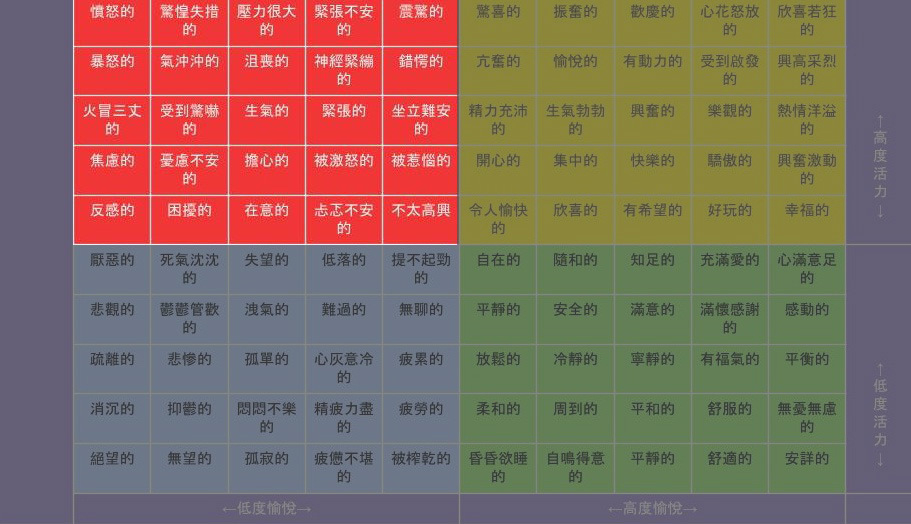 憤怒的 驚惶失措的 壓力很大的 緊張不安的 震驚的 驚喜的 振奮的 歡慶的 心花怒放的 欣喜若狂的
暴怒的 氣沖沖的 沮喪的 神經緊繃的 錯愕的 亢奮的 愉悅的 有動力的 受到啟發的 興高采烈的
火冒三丈的 受到驚嚇的 生氣的 緊張的 坐立難安的 精力充沛的 生氣勃勃的 興奮的 樂觀的 熱情洋溢的
焦慮的 憂慮不安的 擔心的 被激怒的 被惹惱的 開心的 集中的 快樂的 驕傲的 興奮激動的
反感的 困擾的 在意的 忐忑不安的 不太高興 令人愉快的 欣喜的 有希望的 好玩的 幸福的
↑高度活力↓
厭惡的 死氣沈沈的 失望的 低落的 提不起勁的 自在的 隨和的 知足的 充滿愛的 心滿意足的
悲觀的 鬱鬱寡歡的 洩氣的 難過的 無聊的 平靜的 安全的 滿意的 滿懷感謝的 感動的
疏離的 悲慘的 孤單的 心灰意冷的 疲累的 放鬆的 冷靜的 寧靜的 有福氣的 平衡的
消沉的 抑鬱的 悶悶不樂的 精疲力盡的 疲勞的 柔和的 周到的 平和的 舒服的 無憂無慮的
絕望的 無望的 孤寂的 疲憊不堪的 被榨乾的 昏昏欲睡的 自鳴得意的 平靜的 舒適的 安詳的
↑低度活力↓
←低度愉悅→ ←高度愉悅→